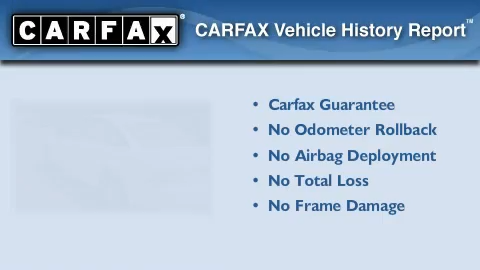 CARFAX® CARFAX Vehicle History Report™
• Carfax Guarantee
• No Odometer Rollback
• No Airbag Deployment
• No Total Loss
• No Frame Damage